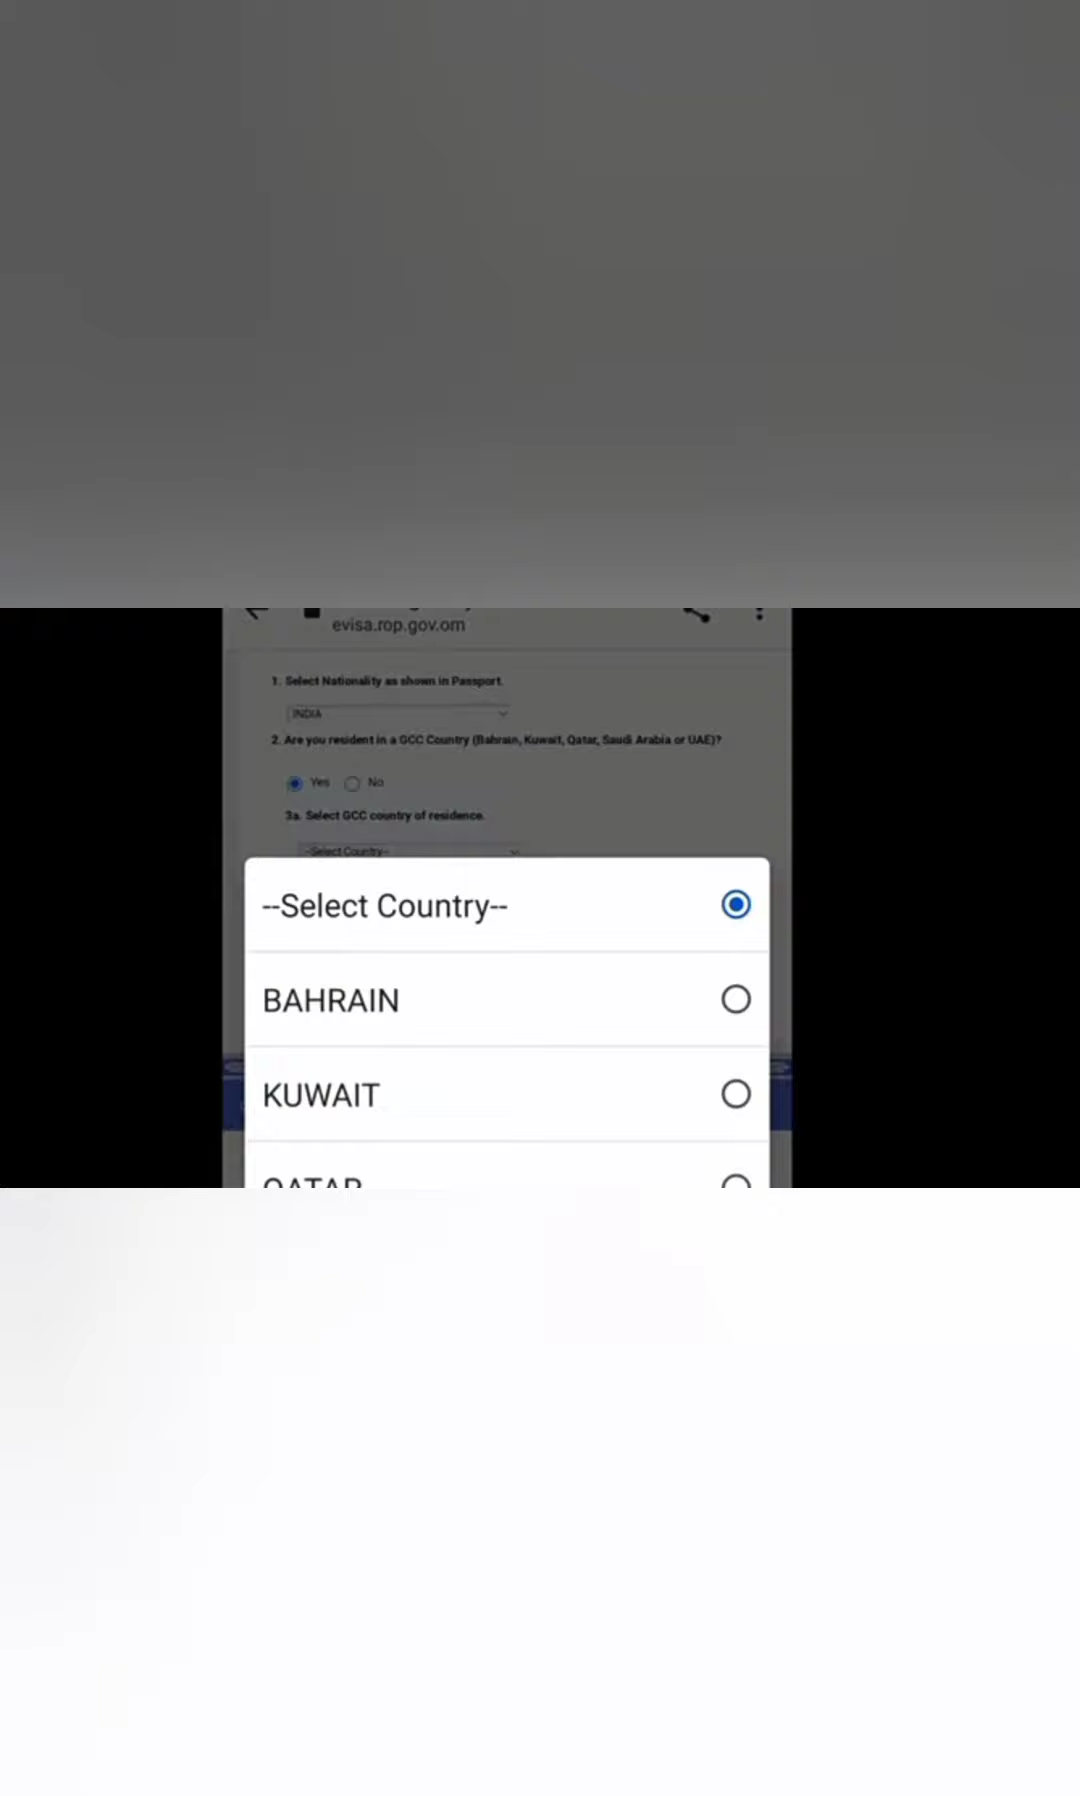 evisa.rop.gov.om
1. Select Nationality as shown in Passport.
INDIA
2. Are you resident in a GCC Country (Bahrain, Kuwait, Qatar, Saudi Arabia or UAE)?
Yes No
3a. Select GCC country of residence.
--Select Country--
--Select Country--
BAHRAIN
KUWAIT
QATAR